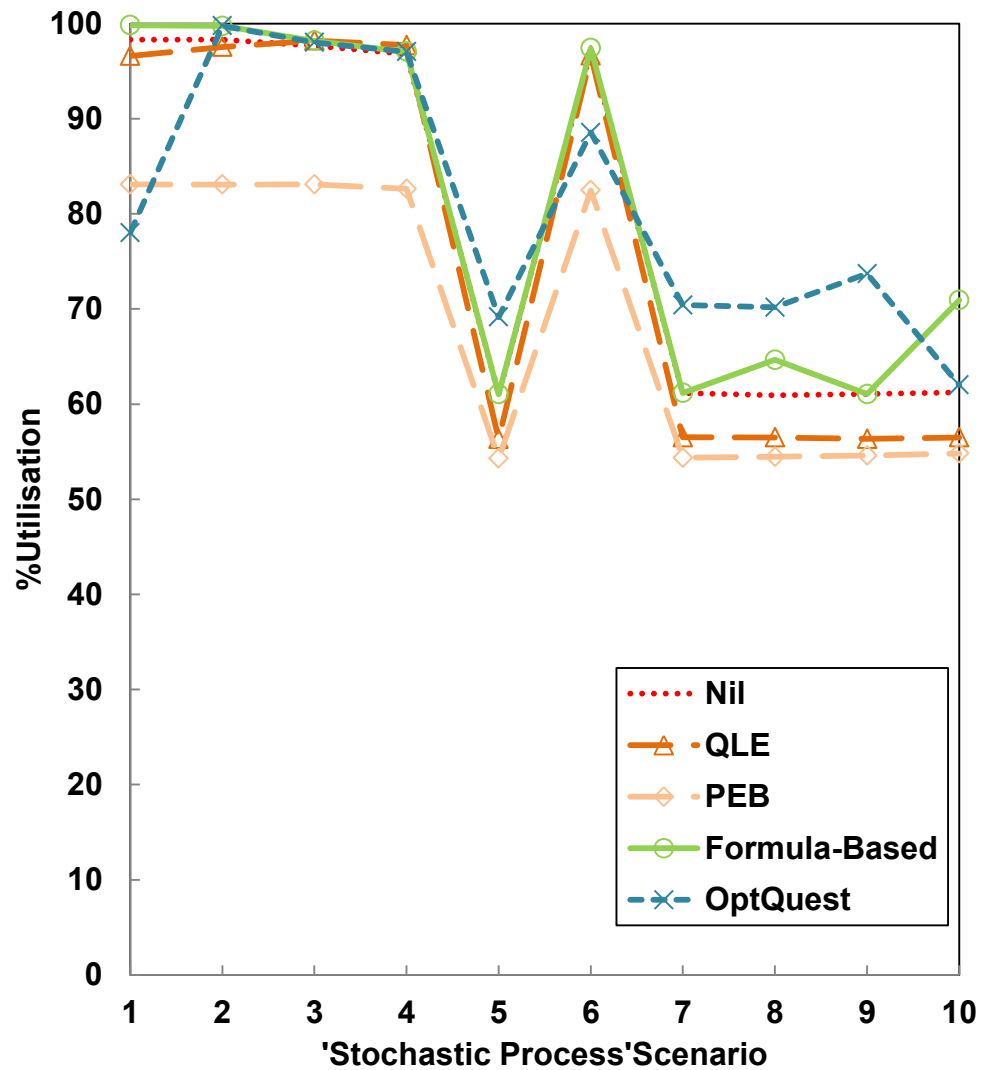 100
90
80
70
60
50
40
30
20
10
0
%Utilisation
Nil
QLE
PEB
Formula-Based
OptQuest
1 2 3 4 5 6 7 8 9 10
'Stochastic Process'Scenario